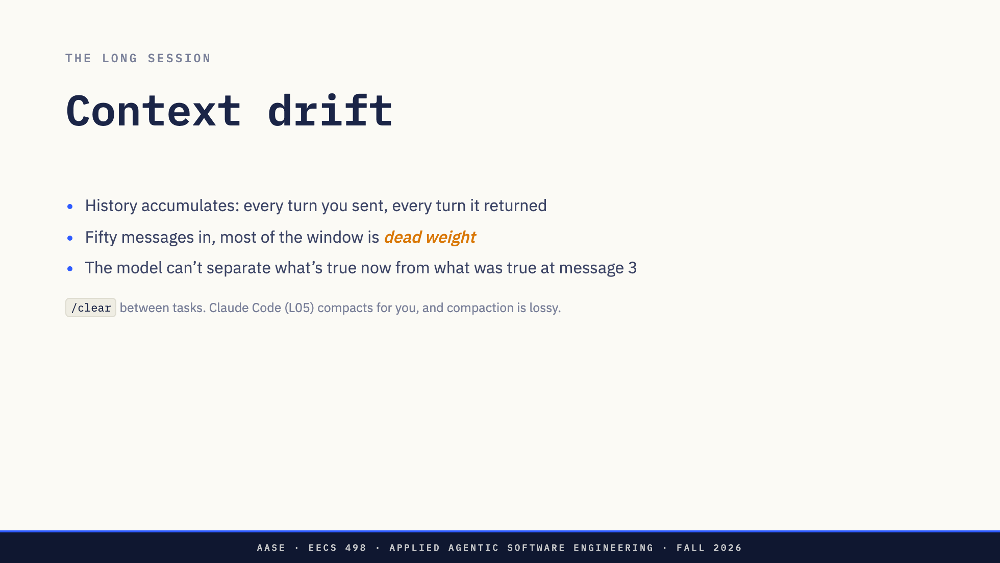 THE LONG SESSION
Context drift
• History accumulates: every turn you sent, every turn it returned
• Fifty messages in, most of the window is dead weight
• The model can’t separate what’s true now from what was true at message 3
/clear between tasks. Claude Code (L05) compacts for you, and compaction is lossy.
AASE · EECS 498 · APPLIED AGENTIC SOFTWARE ENGINEERING · FALL 2026